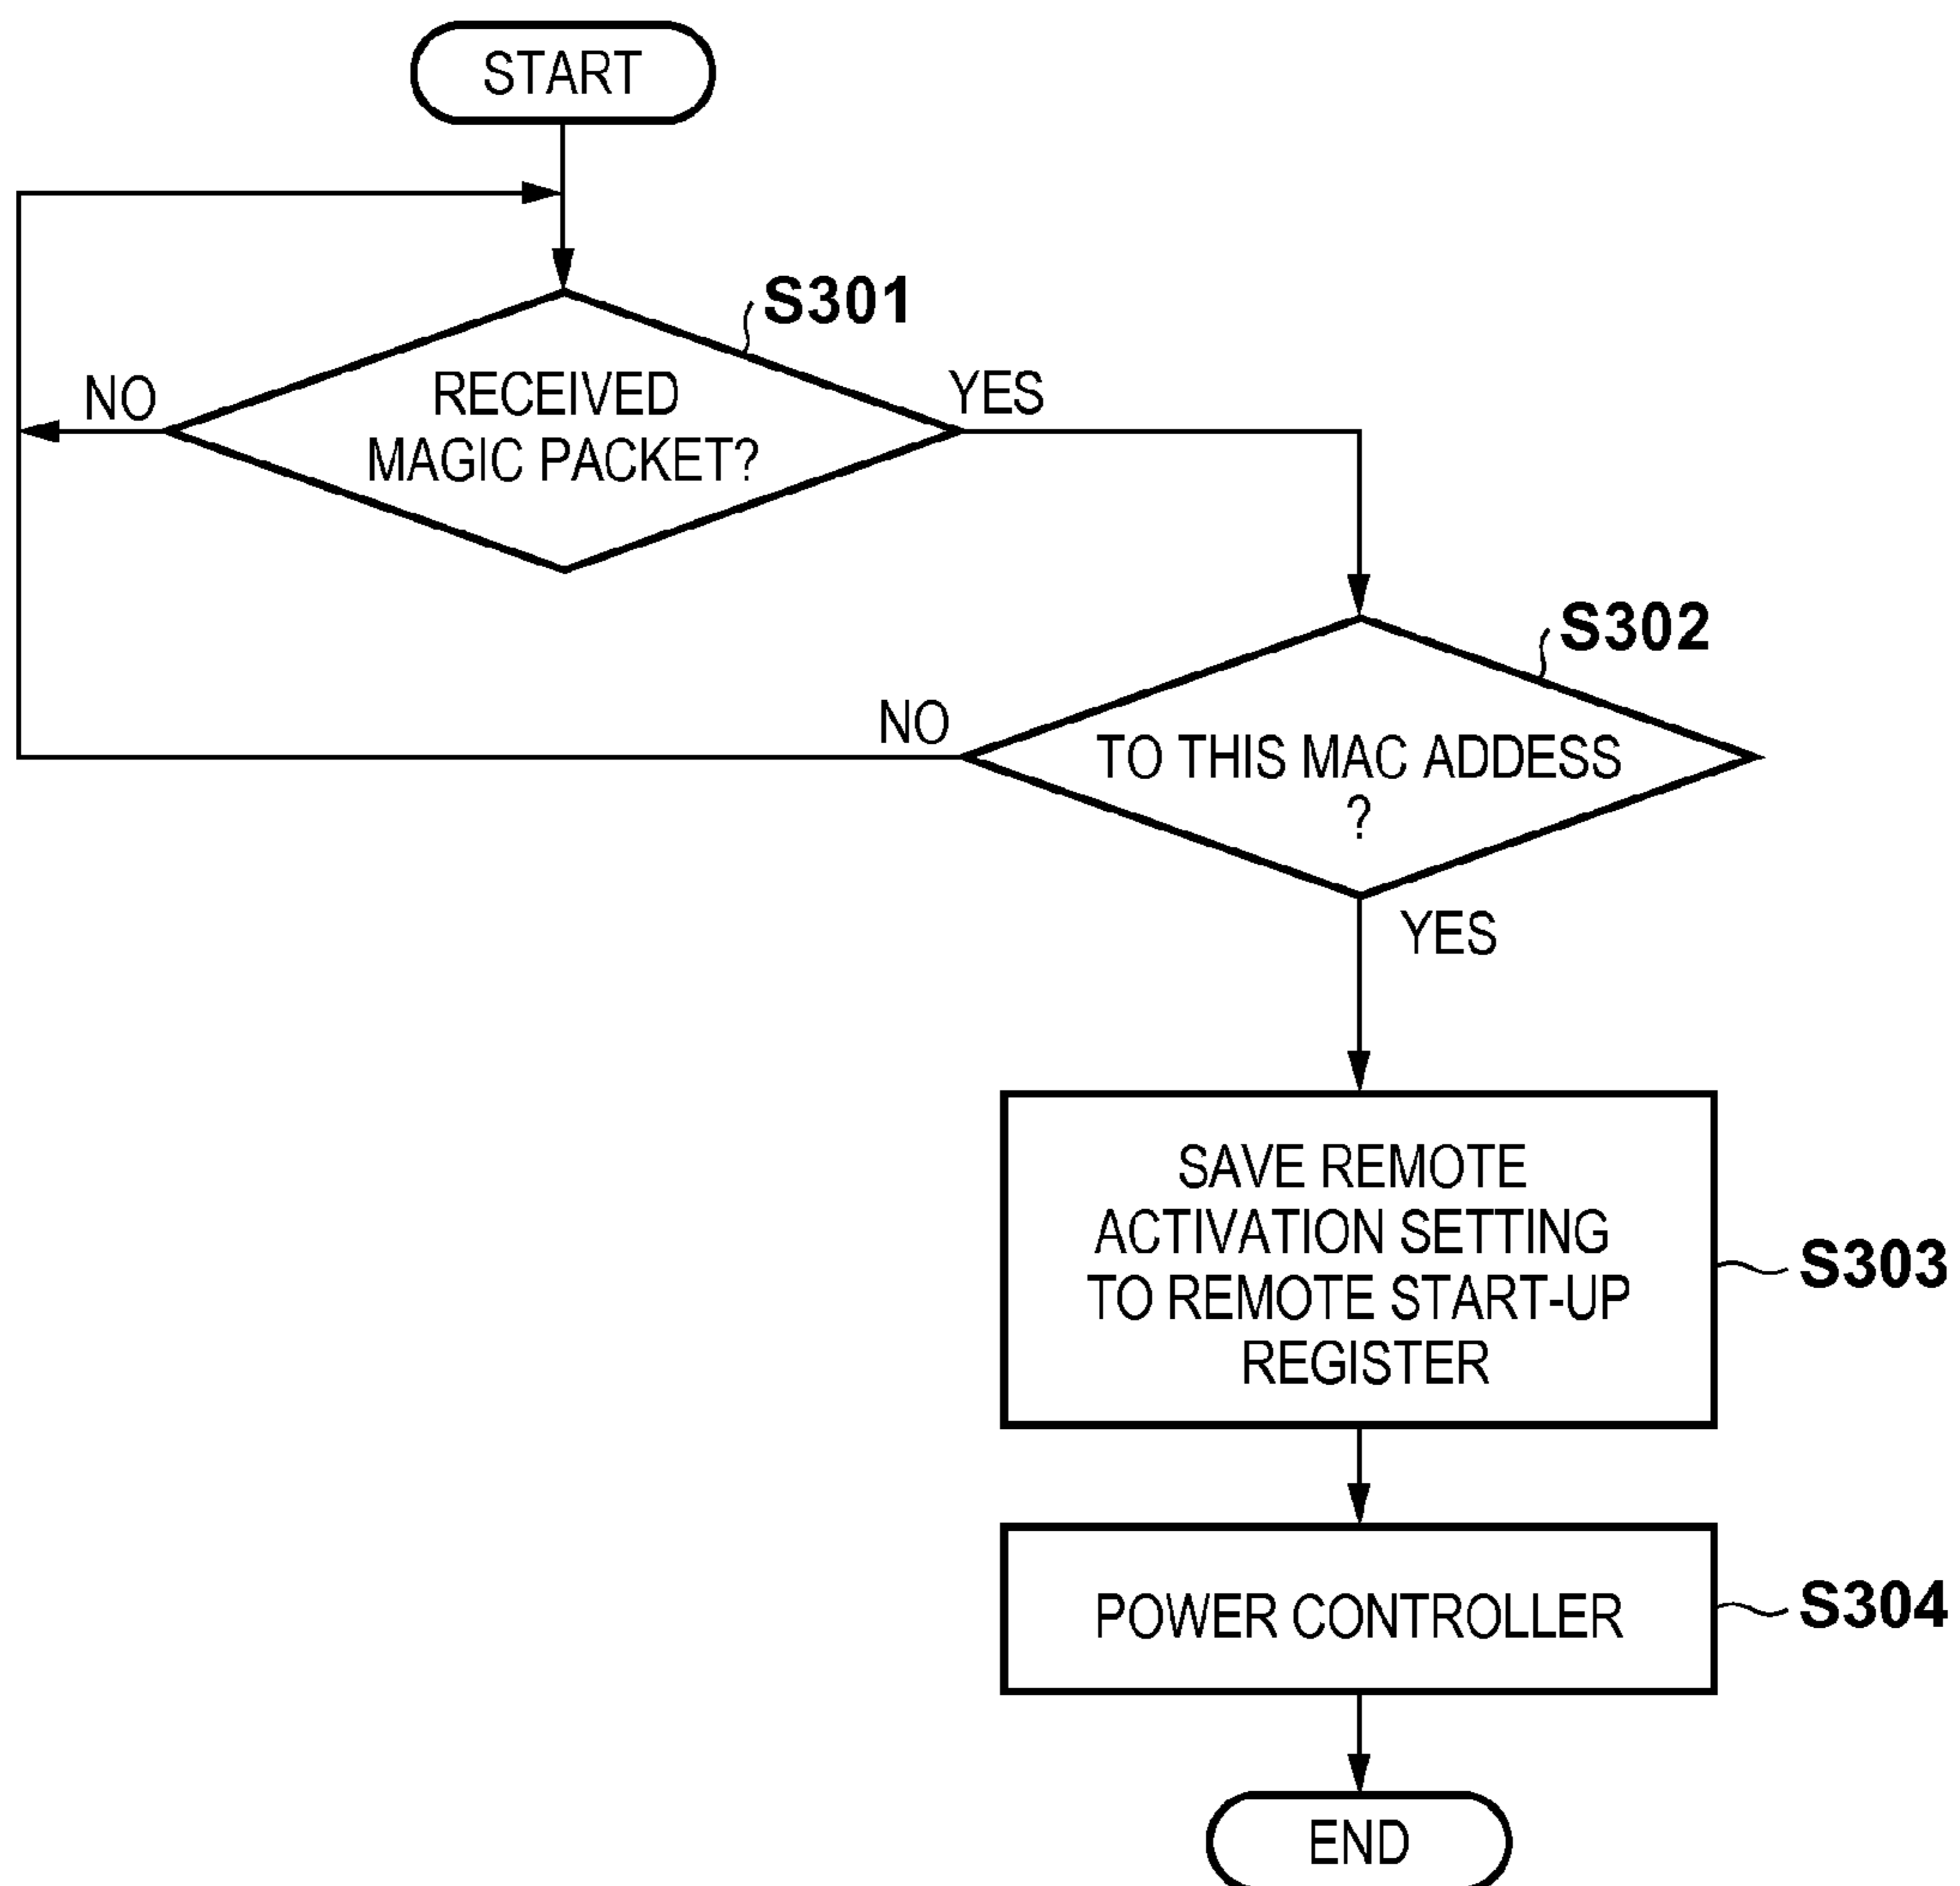 START
S301
NO
RECEIVED
MAGIC PACKET?
YES
S302
NO
TO THIS MAC ADDESS
?
YES
SAVE REMOTE
ACTIVATION SETTING
TO REMOTE START-UP
REGISTER
S303
POWER CONTROLLER
S304
END